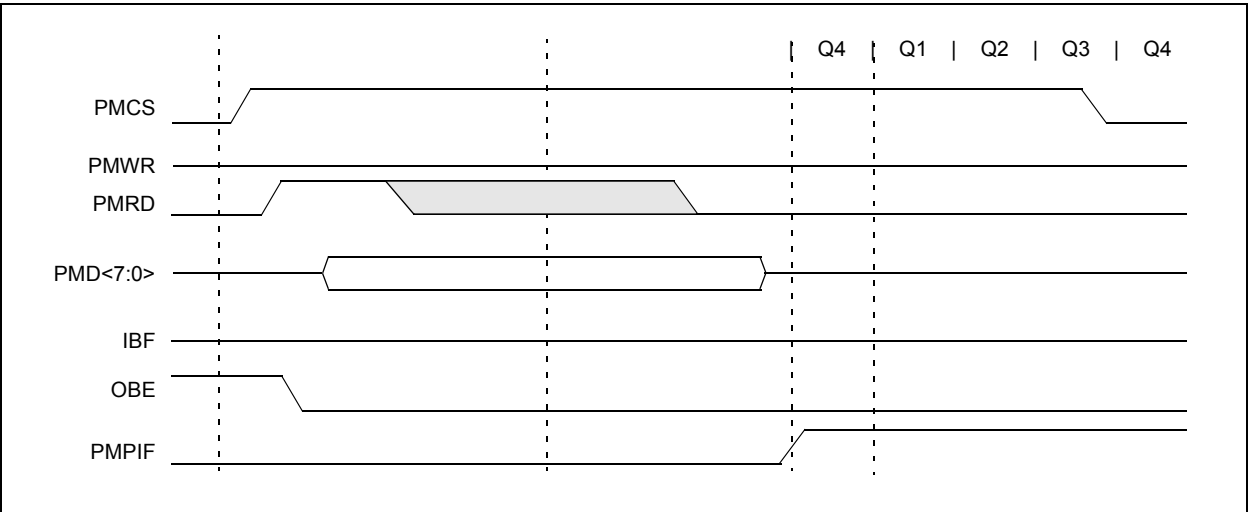 | Q4 | Q1 | Q2 | Q3 | Q4
PMCS
PMWR
PMRD
PMD<7:0>
IBF
OBE
PMPIF